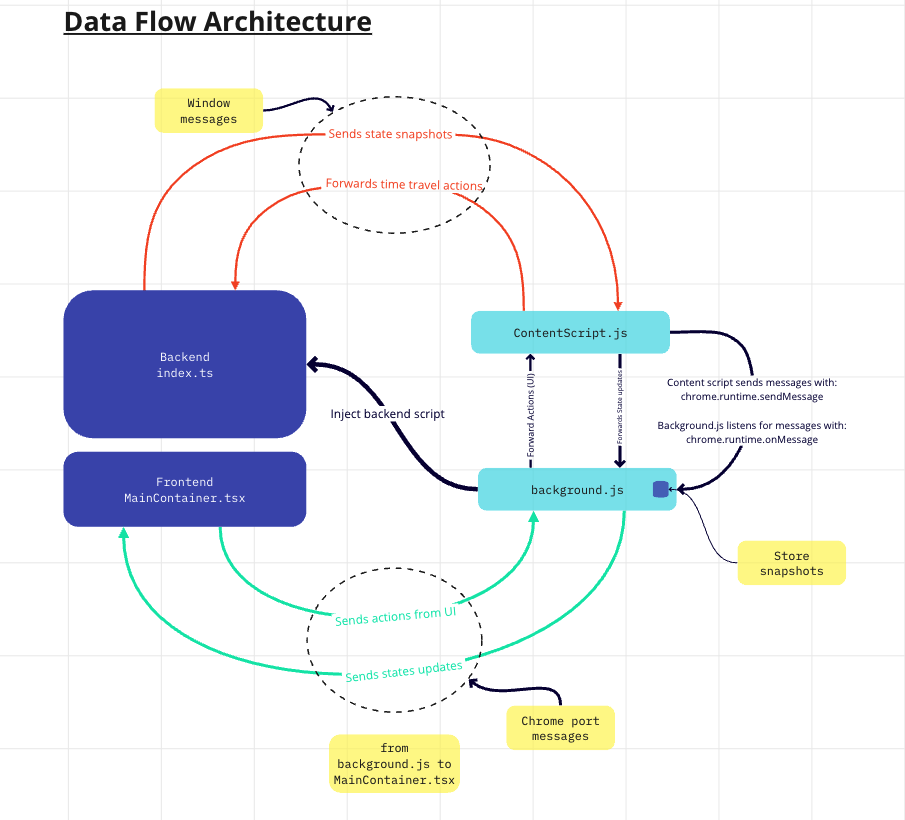 Data Flow Architecture
Window
messages
Sends state snapshots
Forwards time travel actions
Backend
index.ts
ContentScript.js
Inject backend script
Forward Actions (UI)
Forwards State updates
Content script sends messages with:
chrome.runtime.sendMessage
Background.js listens for messages with:
chrome.runtime.onMessage
Frontend
MainContainer.tsx
background.js
Store
snapshots
Sends actions from UI
Sends states updates
Chrome port
messages
from
background.js to
MainContainer.tsx